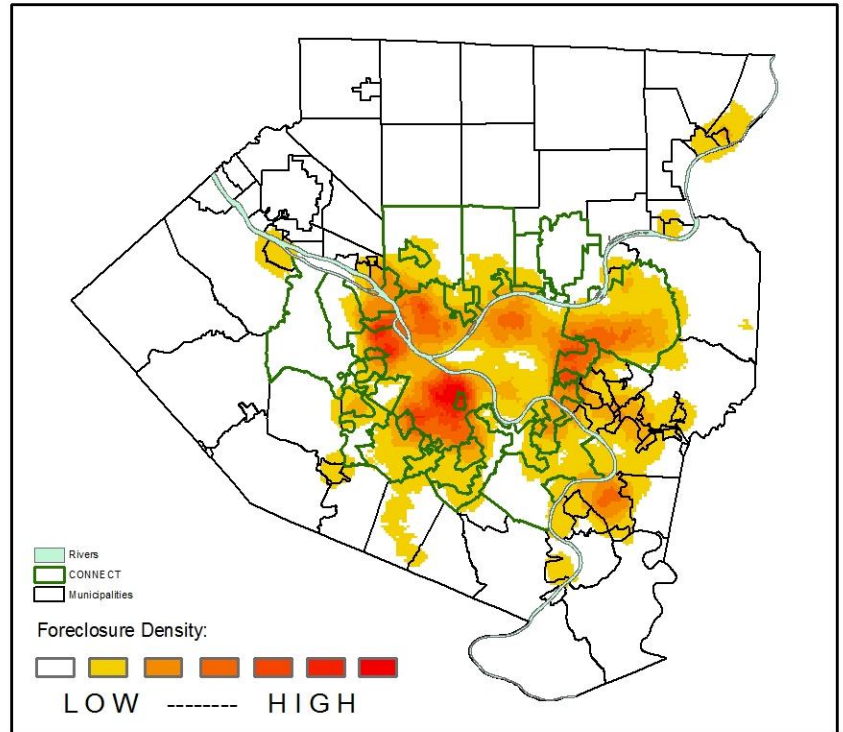 Rivers
CONNECT
Municipalities
Foreclosure Density:
LOW -------- HIGH